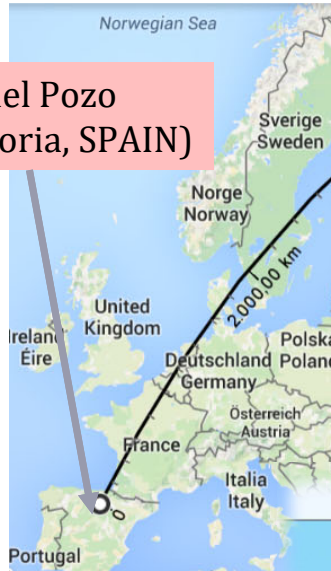 Norwegian Sea
el Pozo
oria, SPAIN)
Sverige
Sweden
Norge
Norway
2.000,00 km
United
Kingdom
Ireland
Éire
Deutschland
Germany
Polska
Poland
Österreich
Austria
France
Italia
Italy
0
Portugal